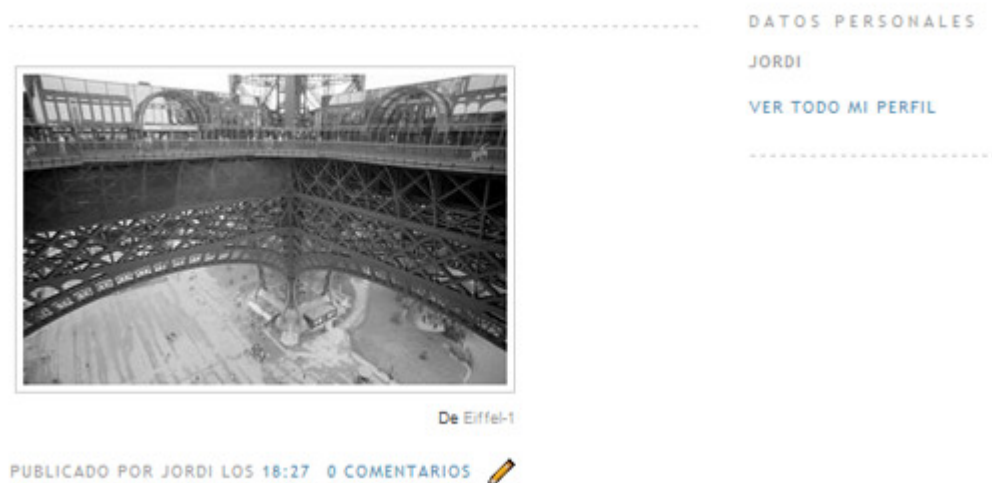 DATOS PERSONALES
JORDI
VER TODO MI PERFIL
De Eiffel-1
PUBLICADO POR JORDI LOS 18:27 0 COMENTARIOS